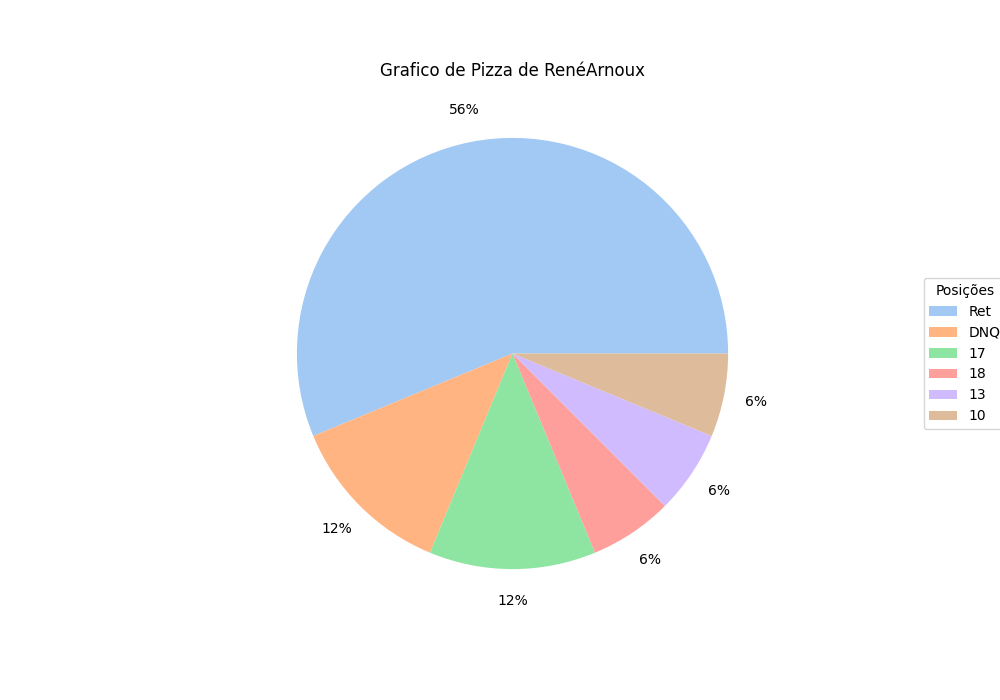 Grafico de Pizza de RenéArnoux
56%
12%
12%
6%
6%
6%
Posições
Ret
DNQ
17
18
13
10